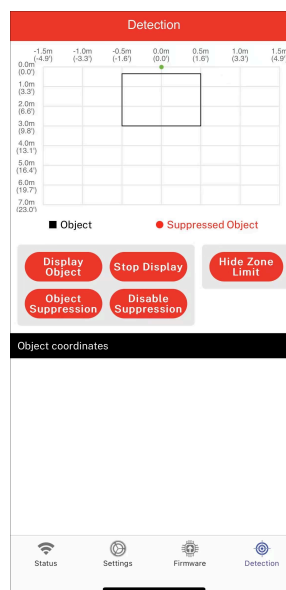 Detection
-1.5m -1.0m -0.5m 0.0m 0.5m 1.0m 1.5m
(-4.9') (-3.3') (-1.6') (0.0') (1.6') (3.3') (4.9'
0.0m
(0.0')
1.0m
(3.3')
2.0m
(6.6')
3.0m
(9.8')
4.0m
(13.1')
5.0m
(16.4')
6.0m
(19.7')
7.0m
(23.0')
Object Suppressed Object
Display
Object
Stop Display
Hide Zone
Limit
Object
Suppression
Disable
Suppression
Object coordinates
Status Settings Firmware Detection